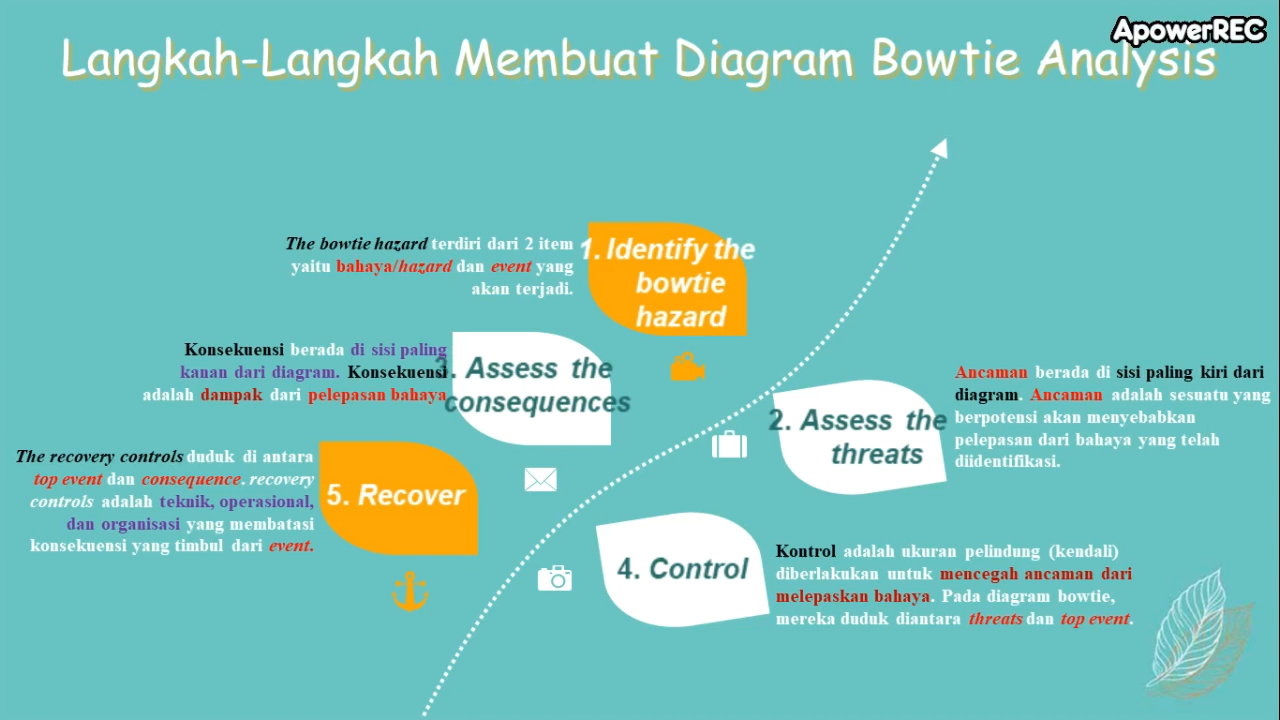 ApowerREC
Langkah-Langkah Membuat Diagram Bowtie Analysis
The bowtie hazard terdiri dari 2 item
yaitu bahaya/hazard dan event yang
akan terjadi.
1. Identify the
bowtie
hazard
Ancaman berada di sisi paling kiri dari
diagram. Ancaman adalah sesuatu yang
berpotensi akan menyebabkan
pelepasan dari bahaya yang telah
diidentifikasi.
2. Assess the
threats
Konsekuensi berada di sisi paling
kanan dari diagram. Konsekuensi
adalah dampak dari pelepasan bahaya
3. Assess the
consequences
Kontrol adalah ukuran pelindung (kendali)
diberlakukan untuk mencegah ancaman dari
melepaskan bahaya. Pada diagram bowtie,
mereka duduk diantara threats dan top event.
4. Control
The recovery controls duduk di antara
top event dan consequence. recovery
controls adalah teknik, operasional,
dan organisasi yang membatasi
konsekuensi yang timbul dari event.
5. Recover